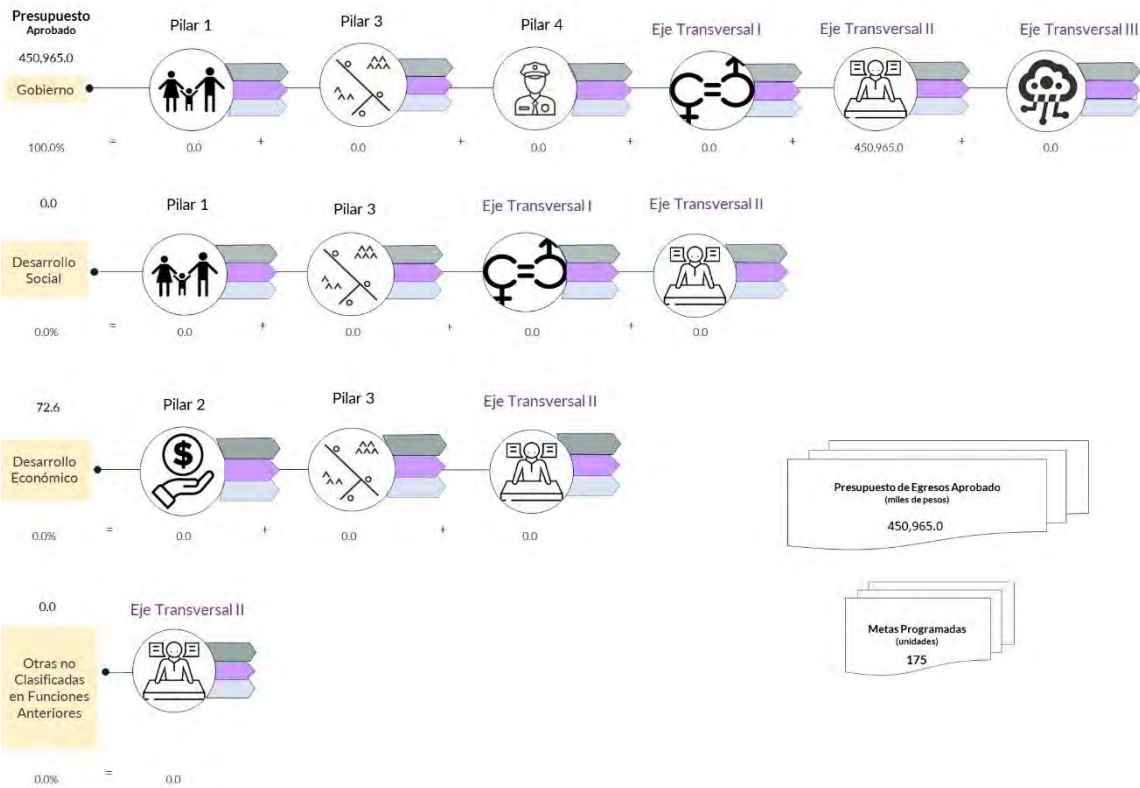 Presupuesto
Aprobado
Pilar 1
Pilar 3
Pilar 4
Eje Transversal I
Eje Transversal II
Eje Transversal III
450,965.0
Gobierno
100.0% = 0.0 + 0.0 + 0.0 + 0.0 + 450,965.0 + 0.0
0.0
Pilar 1
Pilar 3
Eje Transversal I
Eje Transversal II
Desarrollo
Social
0.0% = 0.0 + 0.0 + 0.0 + 0.0
72.6
Pilar 2
Pilar 3
Eje Transversal II
$
Desarrollo
Económico
0.0% = 0.0 + 0.0 + 0.0
Presupuesto de Egresos Aprobado
(miles de pesos)
450,965.0
0.0
Eje Transversal II
Otras no
Clasificadas
en Funciones
Anteriores
0.0% = 0.0
Metas Programadas
(unidades)
175